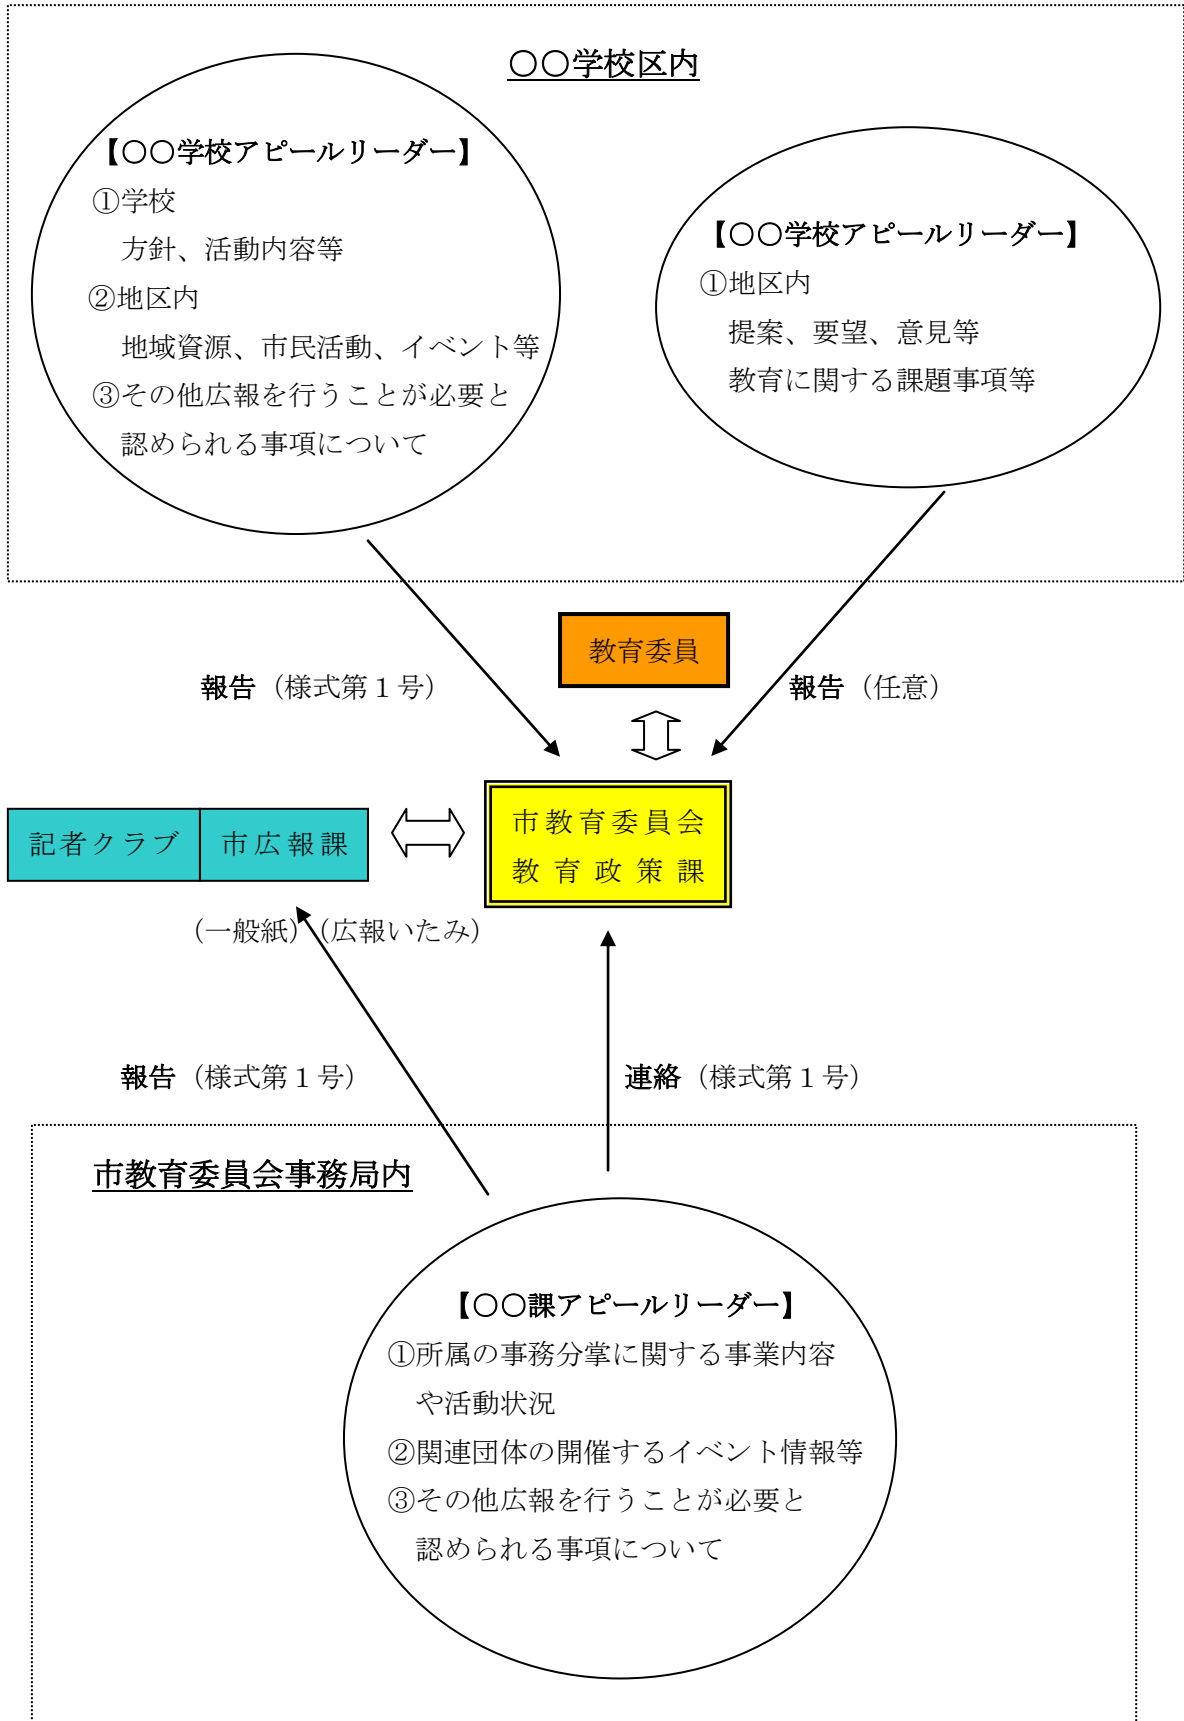 〇〇学校区内
【〇〇学校アピールリーダー】
①学校
方針、活動内容等
②地区内
地域資源、市民活動、イベント等
③その他広報を行うことが必要と
認められる事項について
【〇〇学校アピールリーダー】
①地区内
提案、要望、意見等
教育に関する課題事項等
教育委員
報告（様式第１号）
報告（任意）
市教育委員会
教育政策課
記者クラブ
市広報課
（一般紙）（広報いたみ）
報告（様式第１号）
連絡（様式第１号）
市教育委員会事務局内
【〇〇課アピールリーダー】
①所属の事務分掌に関する事業内容
や活動状況
②関連団体の開催するイベント情報等
③その他広報を行うことが必要と
認められる事項について